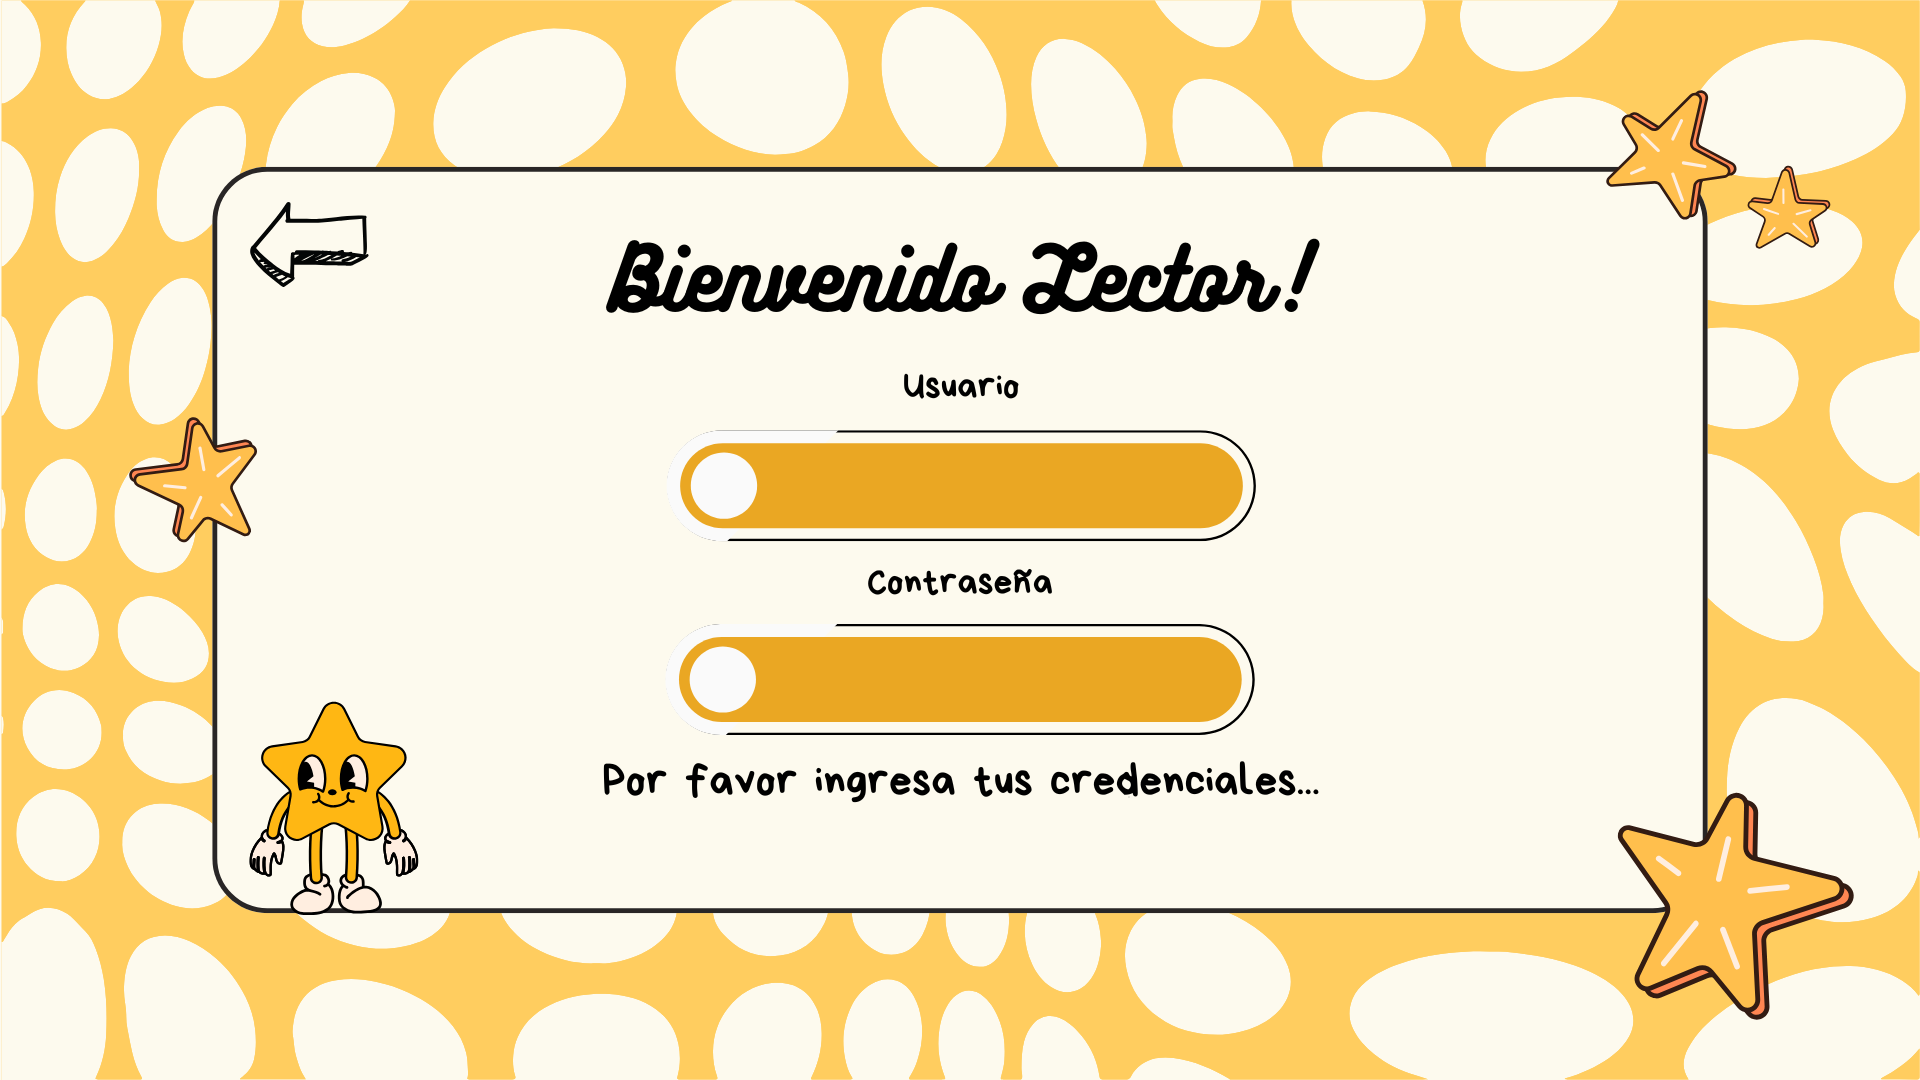 Bienvenido Lector!
Usuario
Contraseña
Por favor ingresa tus credenciales...